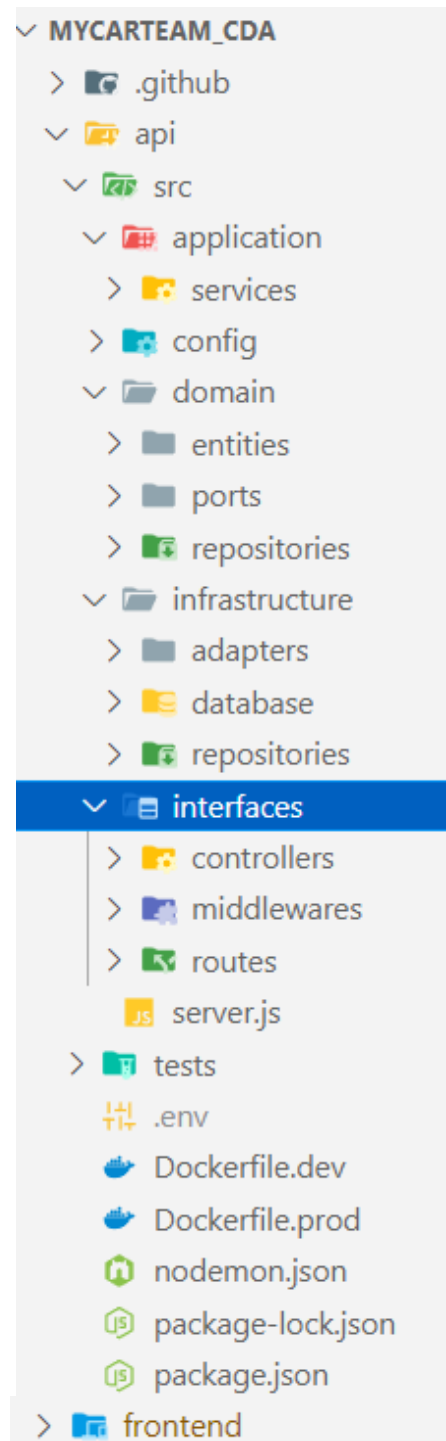 MYCARTEAM_CDA
.github
api
src
application
services
config
domain
entities
ports
repositories
infrastructure
adapters
database
repositories
interfaces
controllers
middlewares
routes
JS server.js
tests
.env
Dockerfile.dev
Dockerfile.prod
nodemon.json
package-lock.json
package.json
frontend